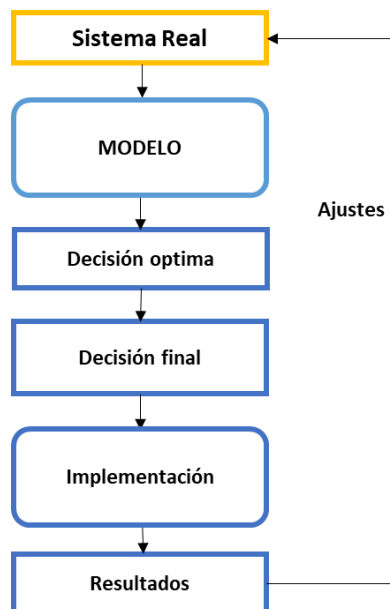 Sistema Real
MODELO
Ajustes
Decisión optima
Decisión final
Implementación
Resultados